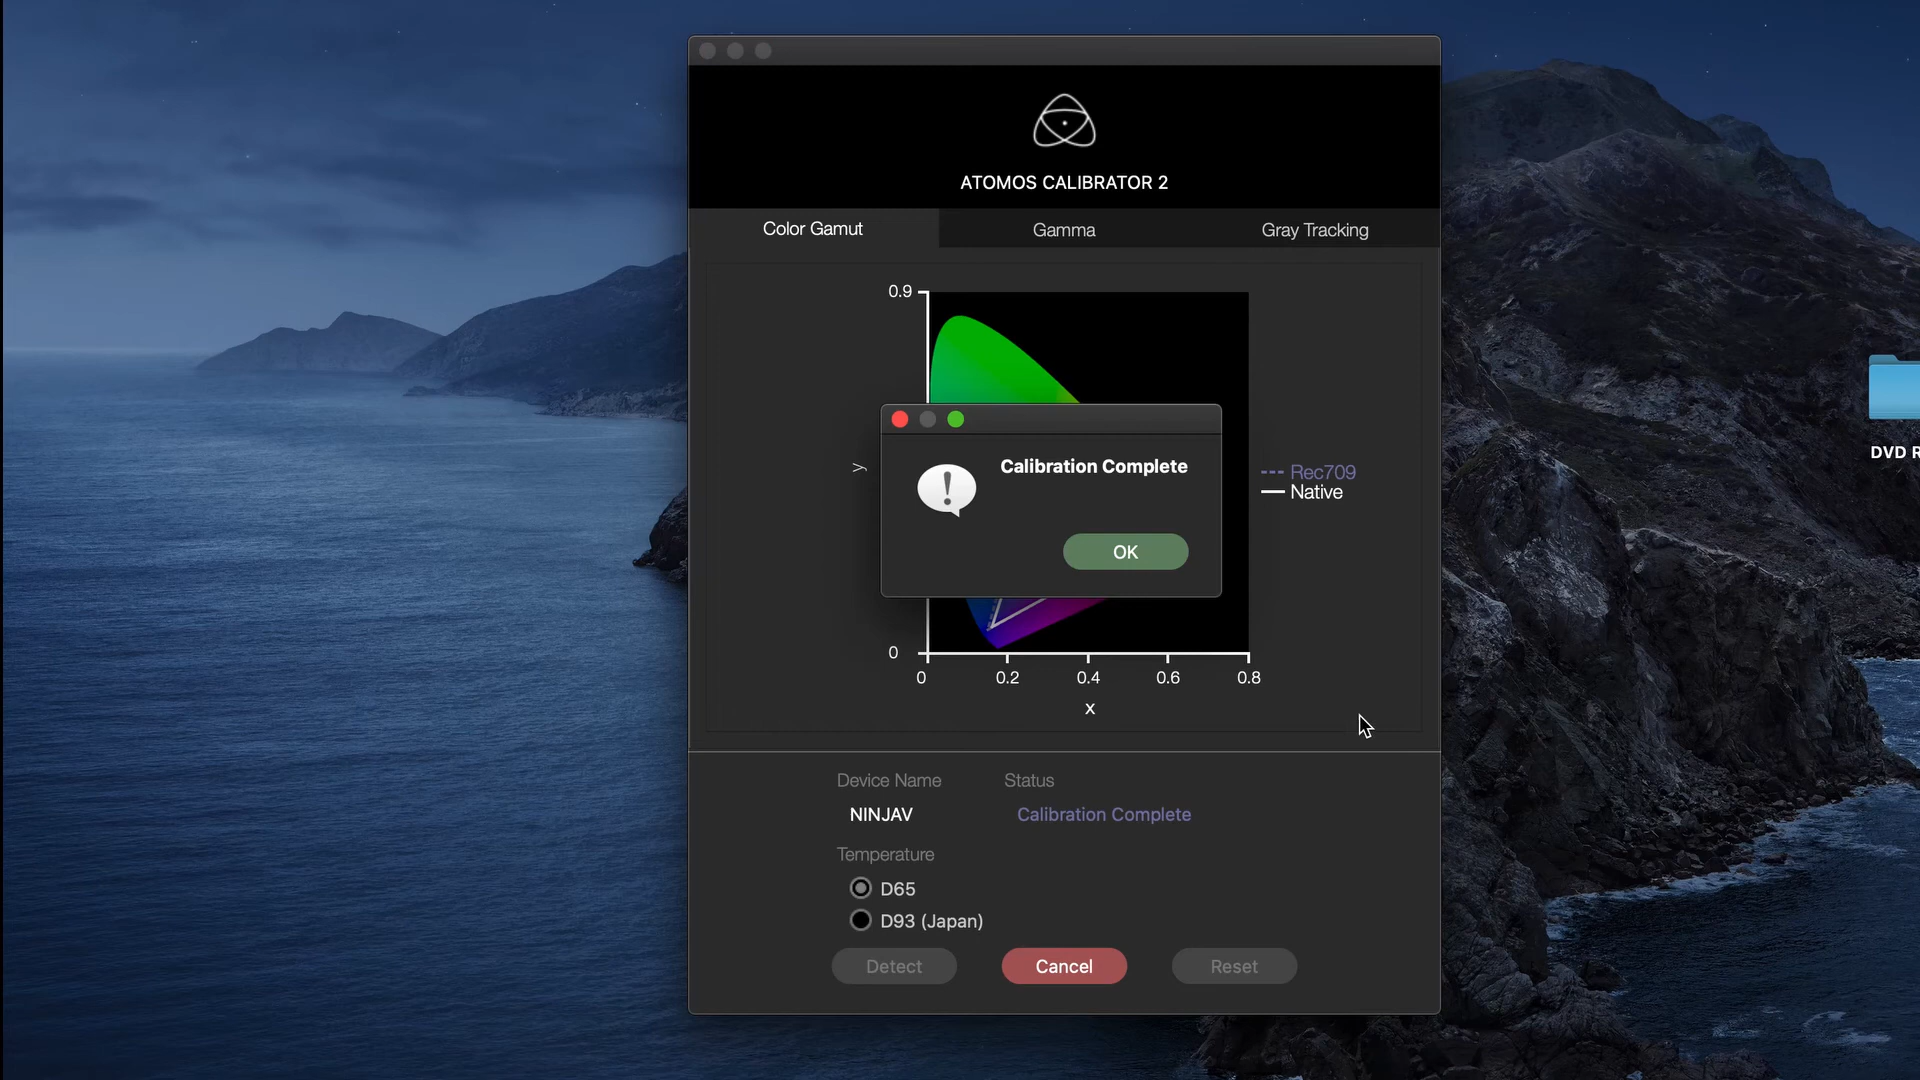 ATOMOS CALIBRATOR 2
Color Gamut
Gamma
Gray Tracking
0.9
y
Calibration Complete
OK
Rec709
Native
0
0
0.2
0.4
0.6
0.8
x
DVD R
Device Name
Status
NINJAV
Calibration Complete
Temperature
D65
D93 (Japan)
Detect
Cancel
Reset